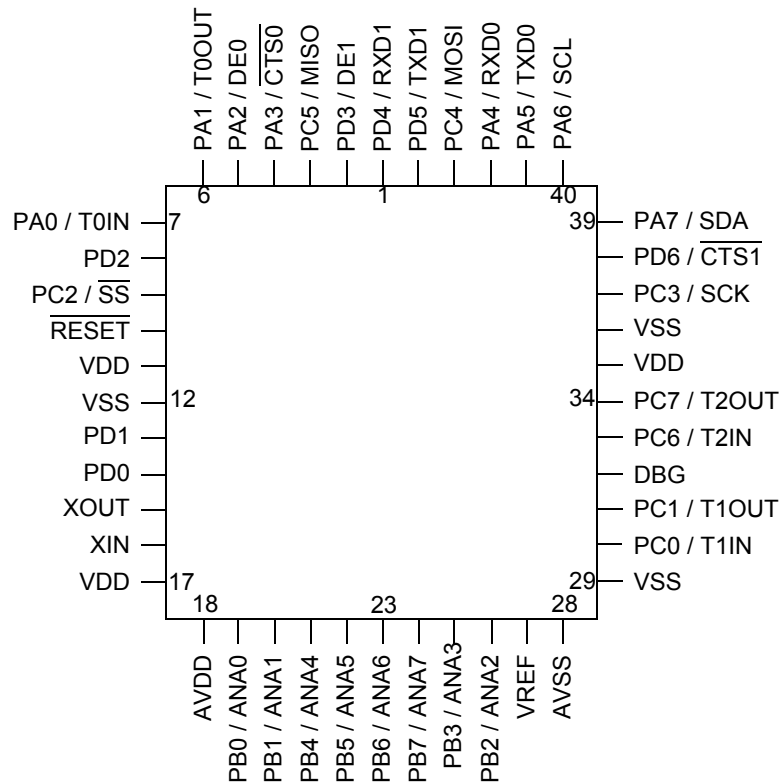 PA1 / T0OUT
PA2 / DE0
PA3 / CTS0
PC5 / MISO
PD3 / DE1
PD4 / RXD1
PD5 / TXD1
PC4 / MOSI
PA4 / RXD0
PA5 / TXD0
PA6 / SCL
6
1
40
PA0 / T0IN
7
39
PA7 / SDA
PD2
PD6 / CTS1
PC2 / SS
PC3 / SCK
RESET
VSS
VDD
VDD
VSS
12
34
PC7 / T2OUT
PD1
PC6 / T2IN
PD0
DBG
XOUT
PC1 / T1OUT
XIN
PC0 / T1IN
VDD
17
29
VSS
18
23
28
AVDD
PB0 / ANA0
PB1 / ANA1
PB4 / ANA4
PB5 / ANA5
PB6 / ANA6
PB7 / ANA7
PB3 / ANA3
PB2 / ANA2
VREF
AVSS